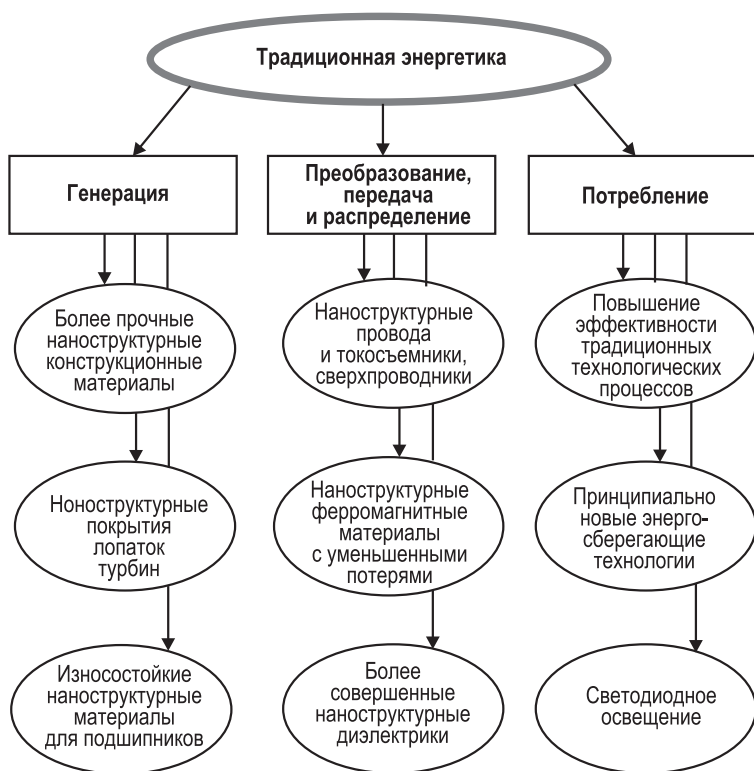 Традиционная энергетика
Генерация
Преобразование,
передача
и распределение
Потребление
Более прочные
наноструктурные
конструкционные
материалы
Наноструктурные
провода
и токосъемники,
сверхпроводники
Повышение
эффективности
традиционных
технологических
процессов
Ноноструктурные
покрытия
лопаток
турбин
Наноструктурные
ферромагнитные
материалы
с уменьшенными
потерями
Принципиально
новые энерго-
сберегающие
технологии
Износостойкие
наноструктурные
материалы
для подшипников
Более
совершенные
наноструктурные
диэлектрики
Светодиодное
освещение